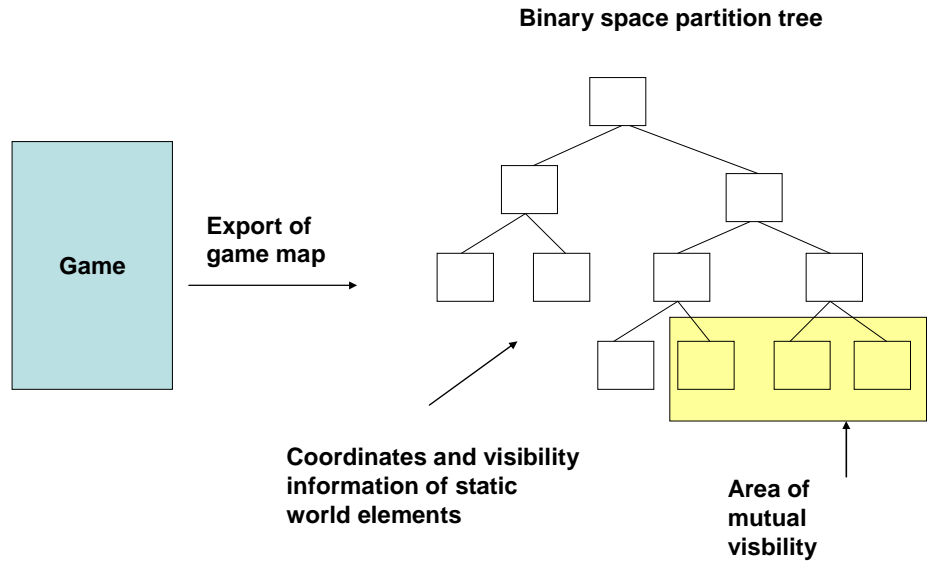 Binary space partition tree
Export of
game map
Game
Coordinates and visibility
information of static
world elements
Area of
mutual
visbility